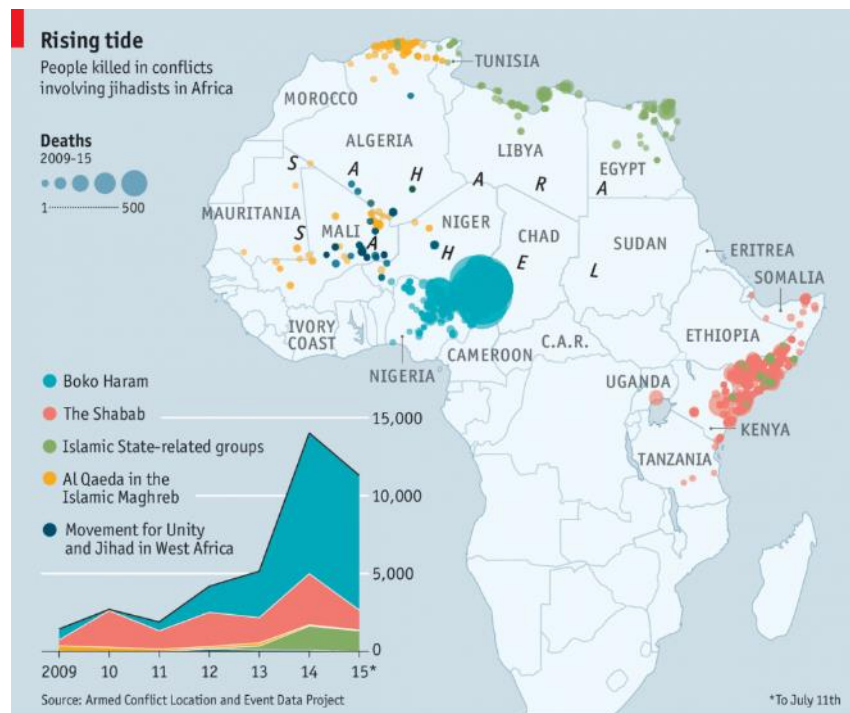 Rising tide
People killed in conflicts
involving jihadists in Africa
Deaths
2009-15
1
500
TUNISIA
MOROCCO
ALGERIA
LIBYA
EGYPT
S A H A R A
MAURITANIA
MALI
NIGER
CHAD
SUDAN
ERITREA
SOMALIA
S A H E L
IVORY
COAST
NIGERIA
CAMEROON
C.A.R.
ETHIOPIA
UGANDA
KENYA
TANZANIA
Boko Haram
The Shabab
Islamic State-related groups
Al Qaeda in the
Islamic Maghreb
Movement for Unity
and Jihad in West Africa
15,000
10,000
5,000
0
2009 10 11 12 13 14 15*
Source: Armed Conflict Location and Event Data Project
*To July 11th